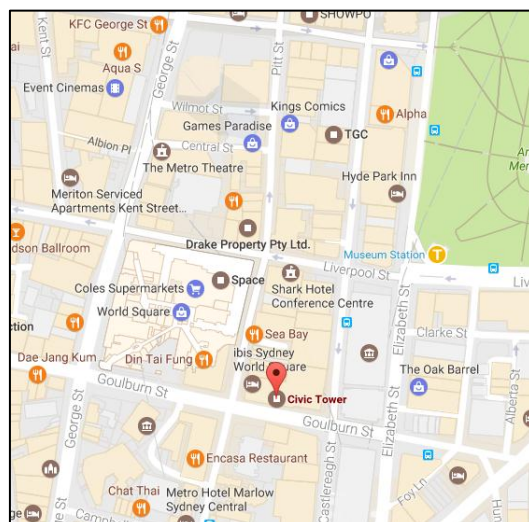 SHOWPO
KFC George St
Kent St
Aqua S
George St
Pitt St
Event Cinemas
Wilmot St
Kings Comics
Alpha
Games Paradise
Albion Pl
Central St
TGC
The Metro Theatre
Hyde Park Inn
Meriton Serviced
Apartments Kent Street...
Drake Property Pty Ltd.
dson Ballroom
Museum Station
T
Liverpool St
Space
Coles Supermarkets
Shark Hotel
Conference Centre
World Square
ction
Elizabeth St
Clarke St
Sea Bay
Dae Jang Kum
Din Tai Fung
ibis Sydney
World Square
The Oak Barrel
Goulburn St
Civic Tower
Goulburn St
Alberta St
George St
Elizabeth St
Encasa Restaurant
Castlereagh St
Foy Ln
Chat Thai
Metro Hotel Marlow
Sydney Central